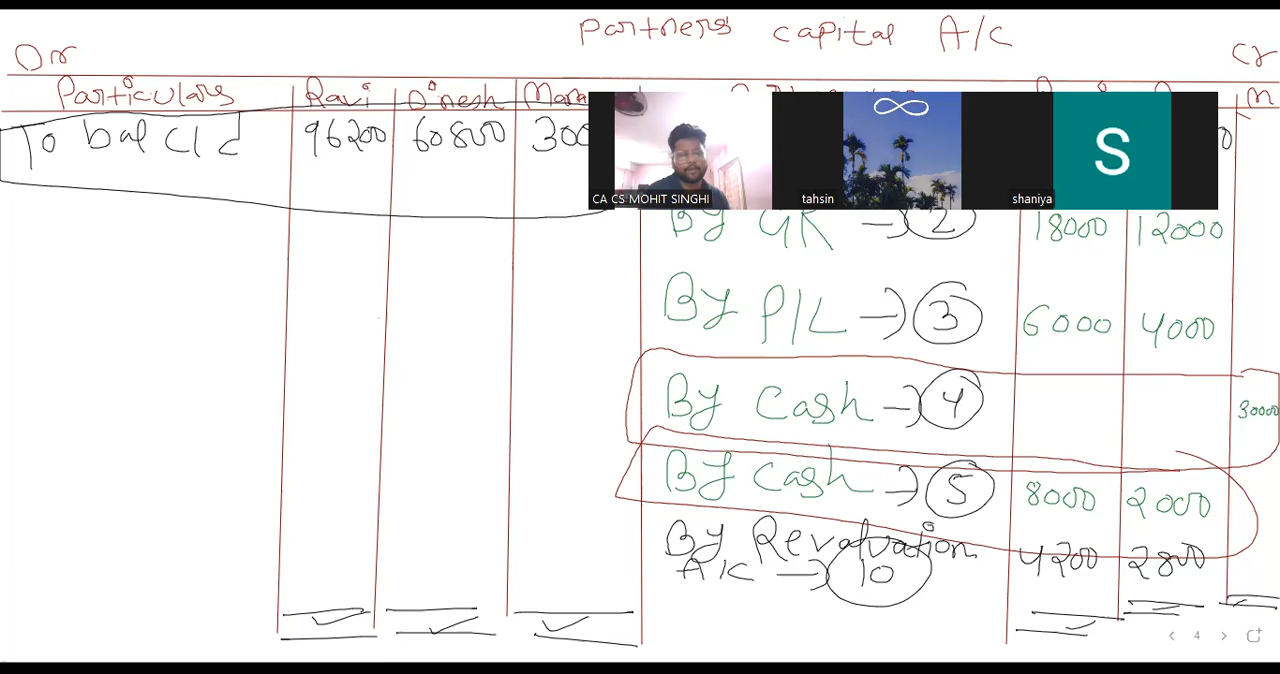 Partners' capital A/C
Dr
Cr
Particulars Ravi Dinesh
To bal C/d 96200 60800
CA CS MOHIT SINGHI tahsin shaniya
S
By GR → 2 18000 12000
By P/L → 3 6000 4000
By Cash → 4 30000
By Cash → 5 8000 2000
By Revaluation 4200 2800
A/C → 10
4